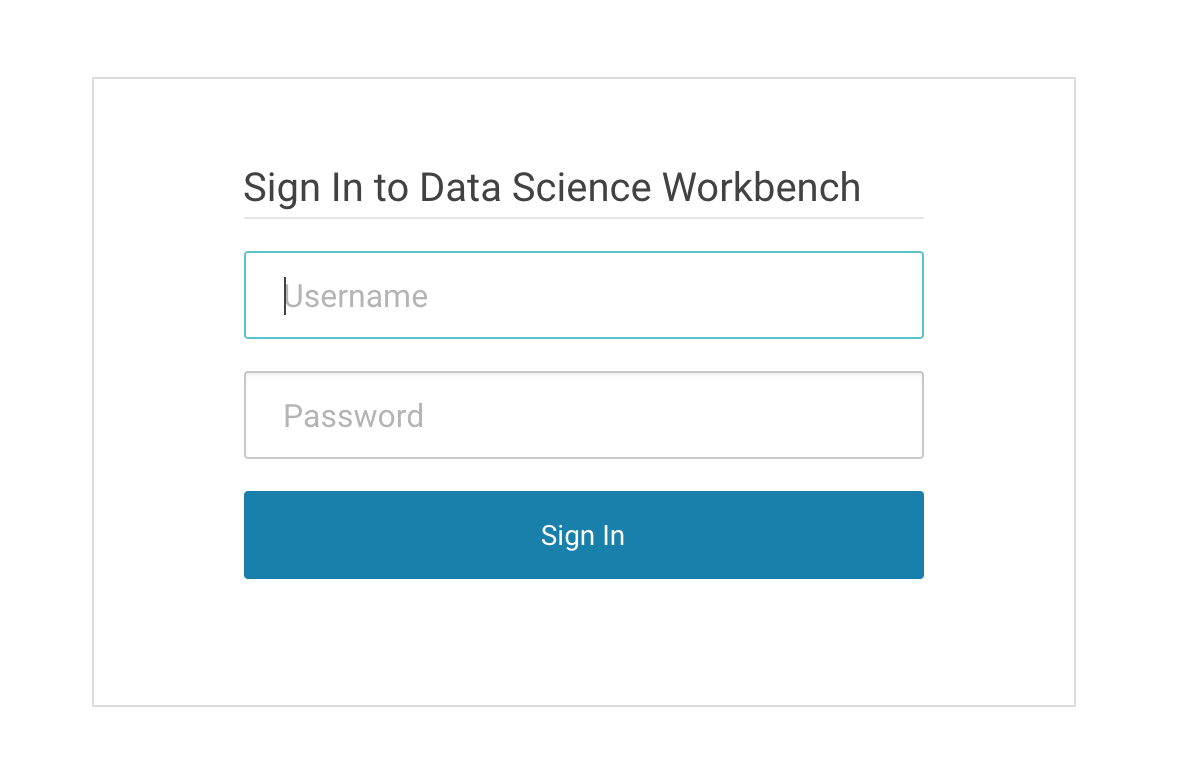 Sign In to Data Science Workbench
Username
Password
Sign In